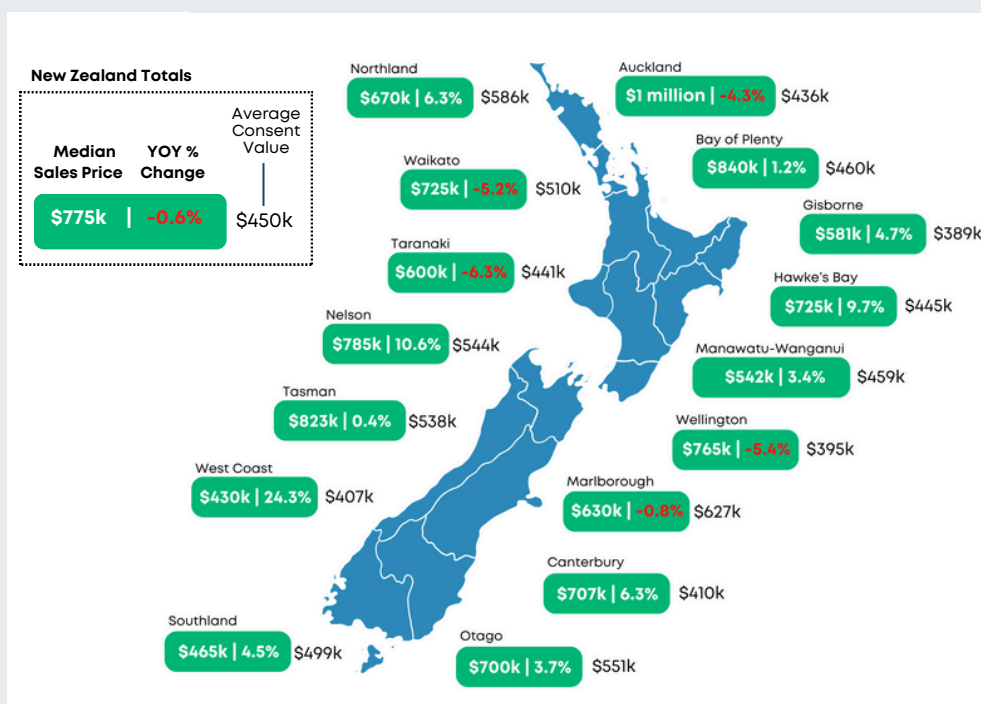 New Zealand Totals
Average
Consent
Value
Median
Sales Price
YOY %
Change
$775k | -0.6% $450k
Northland
$670k | 6.3% $586k
Auckland
$1 million | -4.3% $436k
Bay of Plenty
$840k | 1.2% $460k
Waikato
$725k | -5.2% $510k
Gisborne
$581k | 4.7% $389k
Taranaki
$600k | -6.3% $441k
Hawke's Bay
$725k | 9.7% $445k
Nelson
$785k | 10.6% $544k
Manawatu-Wanganui
$542k | 3.4% $459k
Tasman
$823k | 0.4% $538k
Wellington
$765k | -5.4% $395k
West Coast
$430k | 24.3% $407k
Marlborough
$630k | -0.8% $627k
Canterbury
$707k | 6.3% $410k
Southland
$465k | 4.5% $499k
Otago
$700k | 3.7% $551k